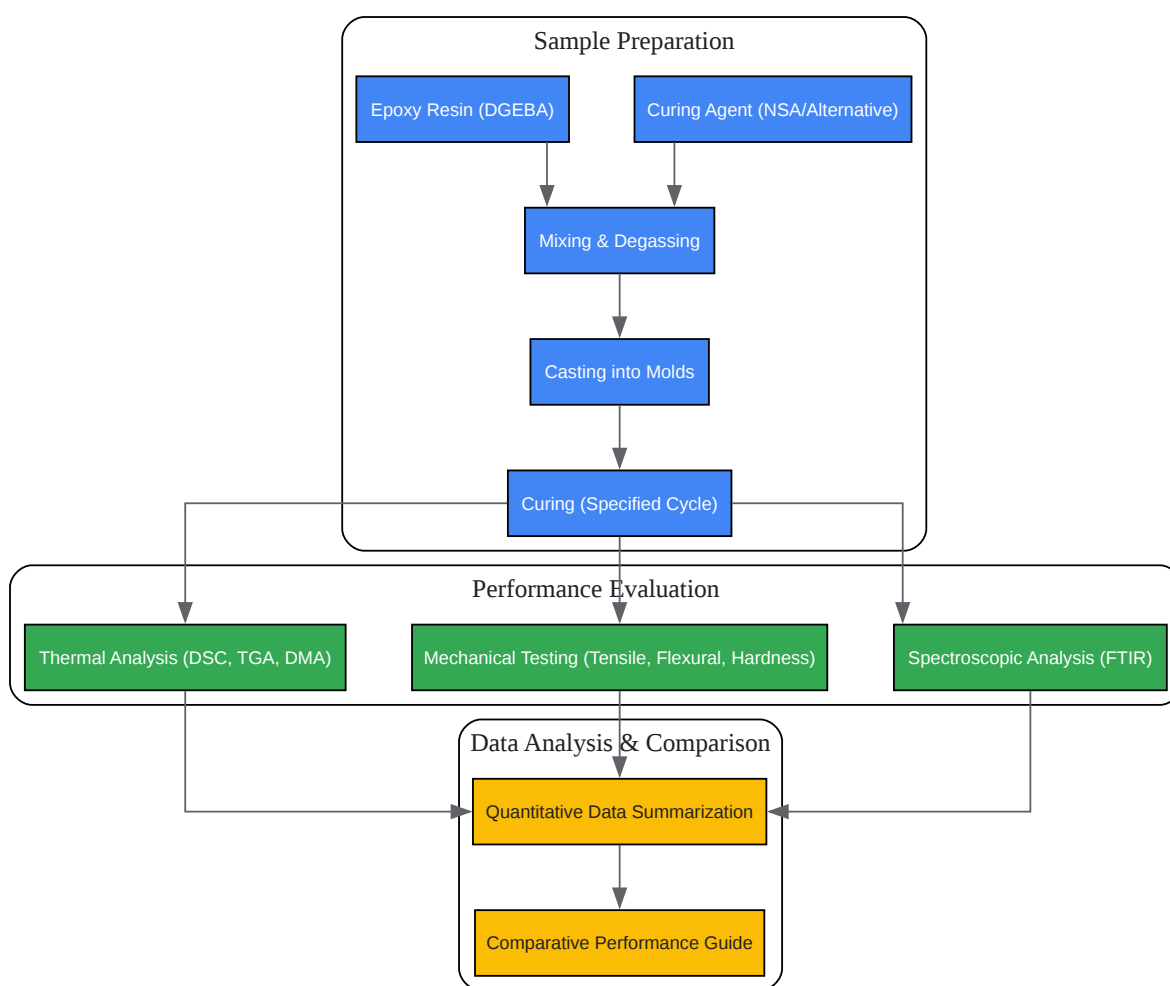 Sample Preparation
Epoxy Resin (DGEBA)
Curing Agent (NSA/Alternative)
Mixing & Degassing
Casting into Molds
Curing (Specified Cycle)
Performance Evaluation
Thermal Analysis (DSC, TGA, DMA)
Mechanical Testing (Tensile, Flexural, Hardness)
Spectroscopic Analysis (FTIR)
Data Analysis & Comparison
Quantitative Data Summarization
Comparative Performance Guide